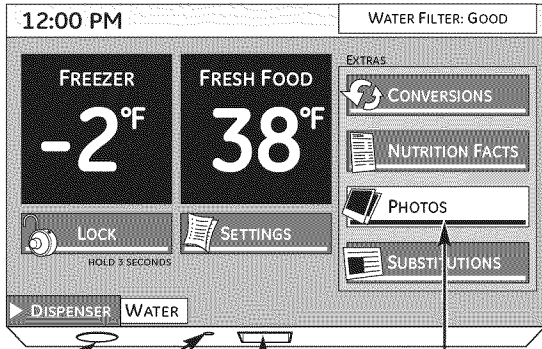 12:00 PM
WATER FILTER: GOOD
EXTRAS
FREEZER
-2°F
FRESH FOOD
38°F
CONVERSIONS
NUTRITION FACTS
PHOTOS
SUBSTITUTIONS
LOCK
HOLD 3 SECONDS
SETTINGS
DISPENSER
WATER